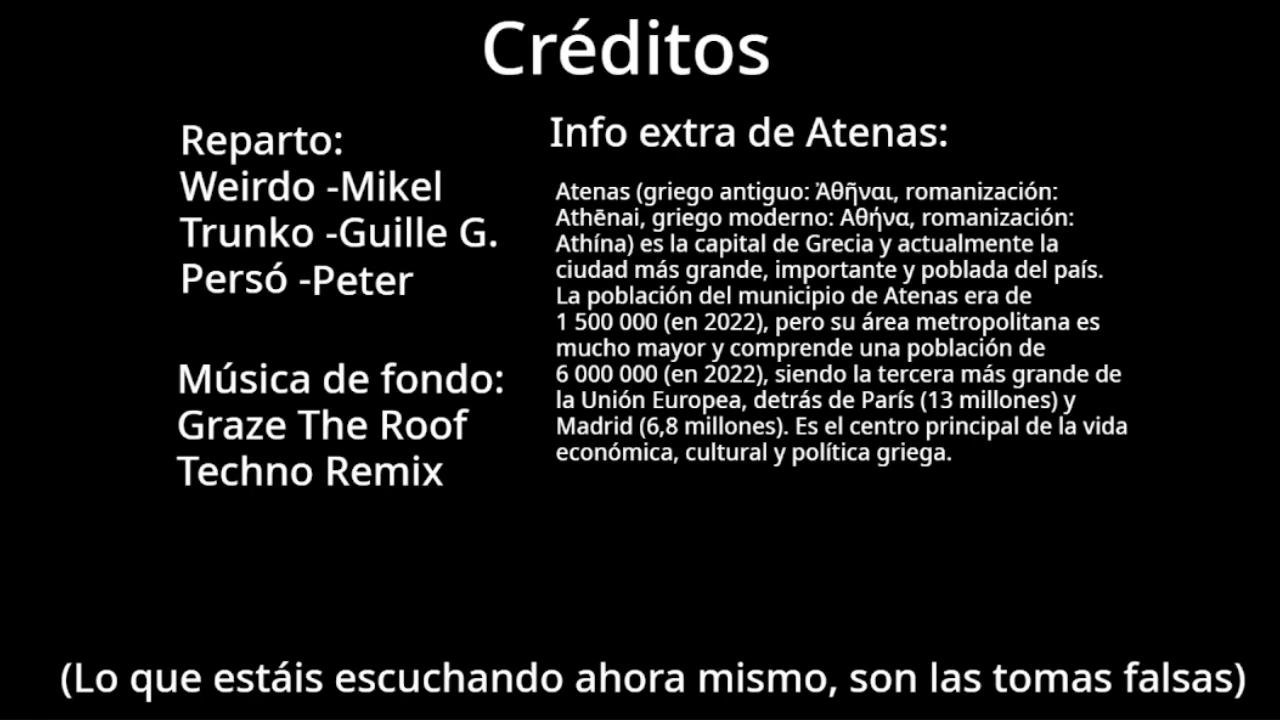 Créditos
Reparto:
Weirdo -Mikel
Trunko -Guille G.
Persó -Peter
Música de fondo:
Graze The Roof
Techno Remix
Info extra de Atenas:
Atenas (griego antiguo: Ἀθῆναι, romanización:
Athēnai, griego moderno: Αθήνα, romanización:
Athína) es la capital de Grecia y actualmente la
ciudad más grande, importante y poblada del país.
La población del municipio de Atenas era de
1 500 000 (en 2022), pero su área metropolitana es
mucho mayor y comprende una población de
6 000 000 (en 2022), siendo la tercera más grande de
la Unión Europea, detrás de París (13 millones) y
Madrid (6,8 millones). Es el centro principal de la vida
económica, cultural y política griega.
(Lo que estáis escuchando ahora mismo, son las tomas falsas)